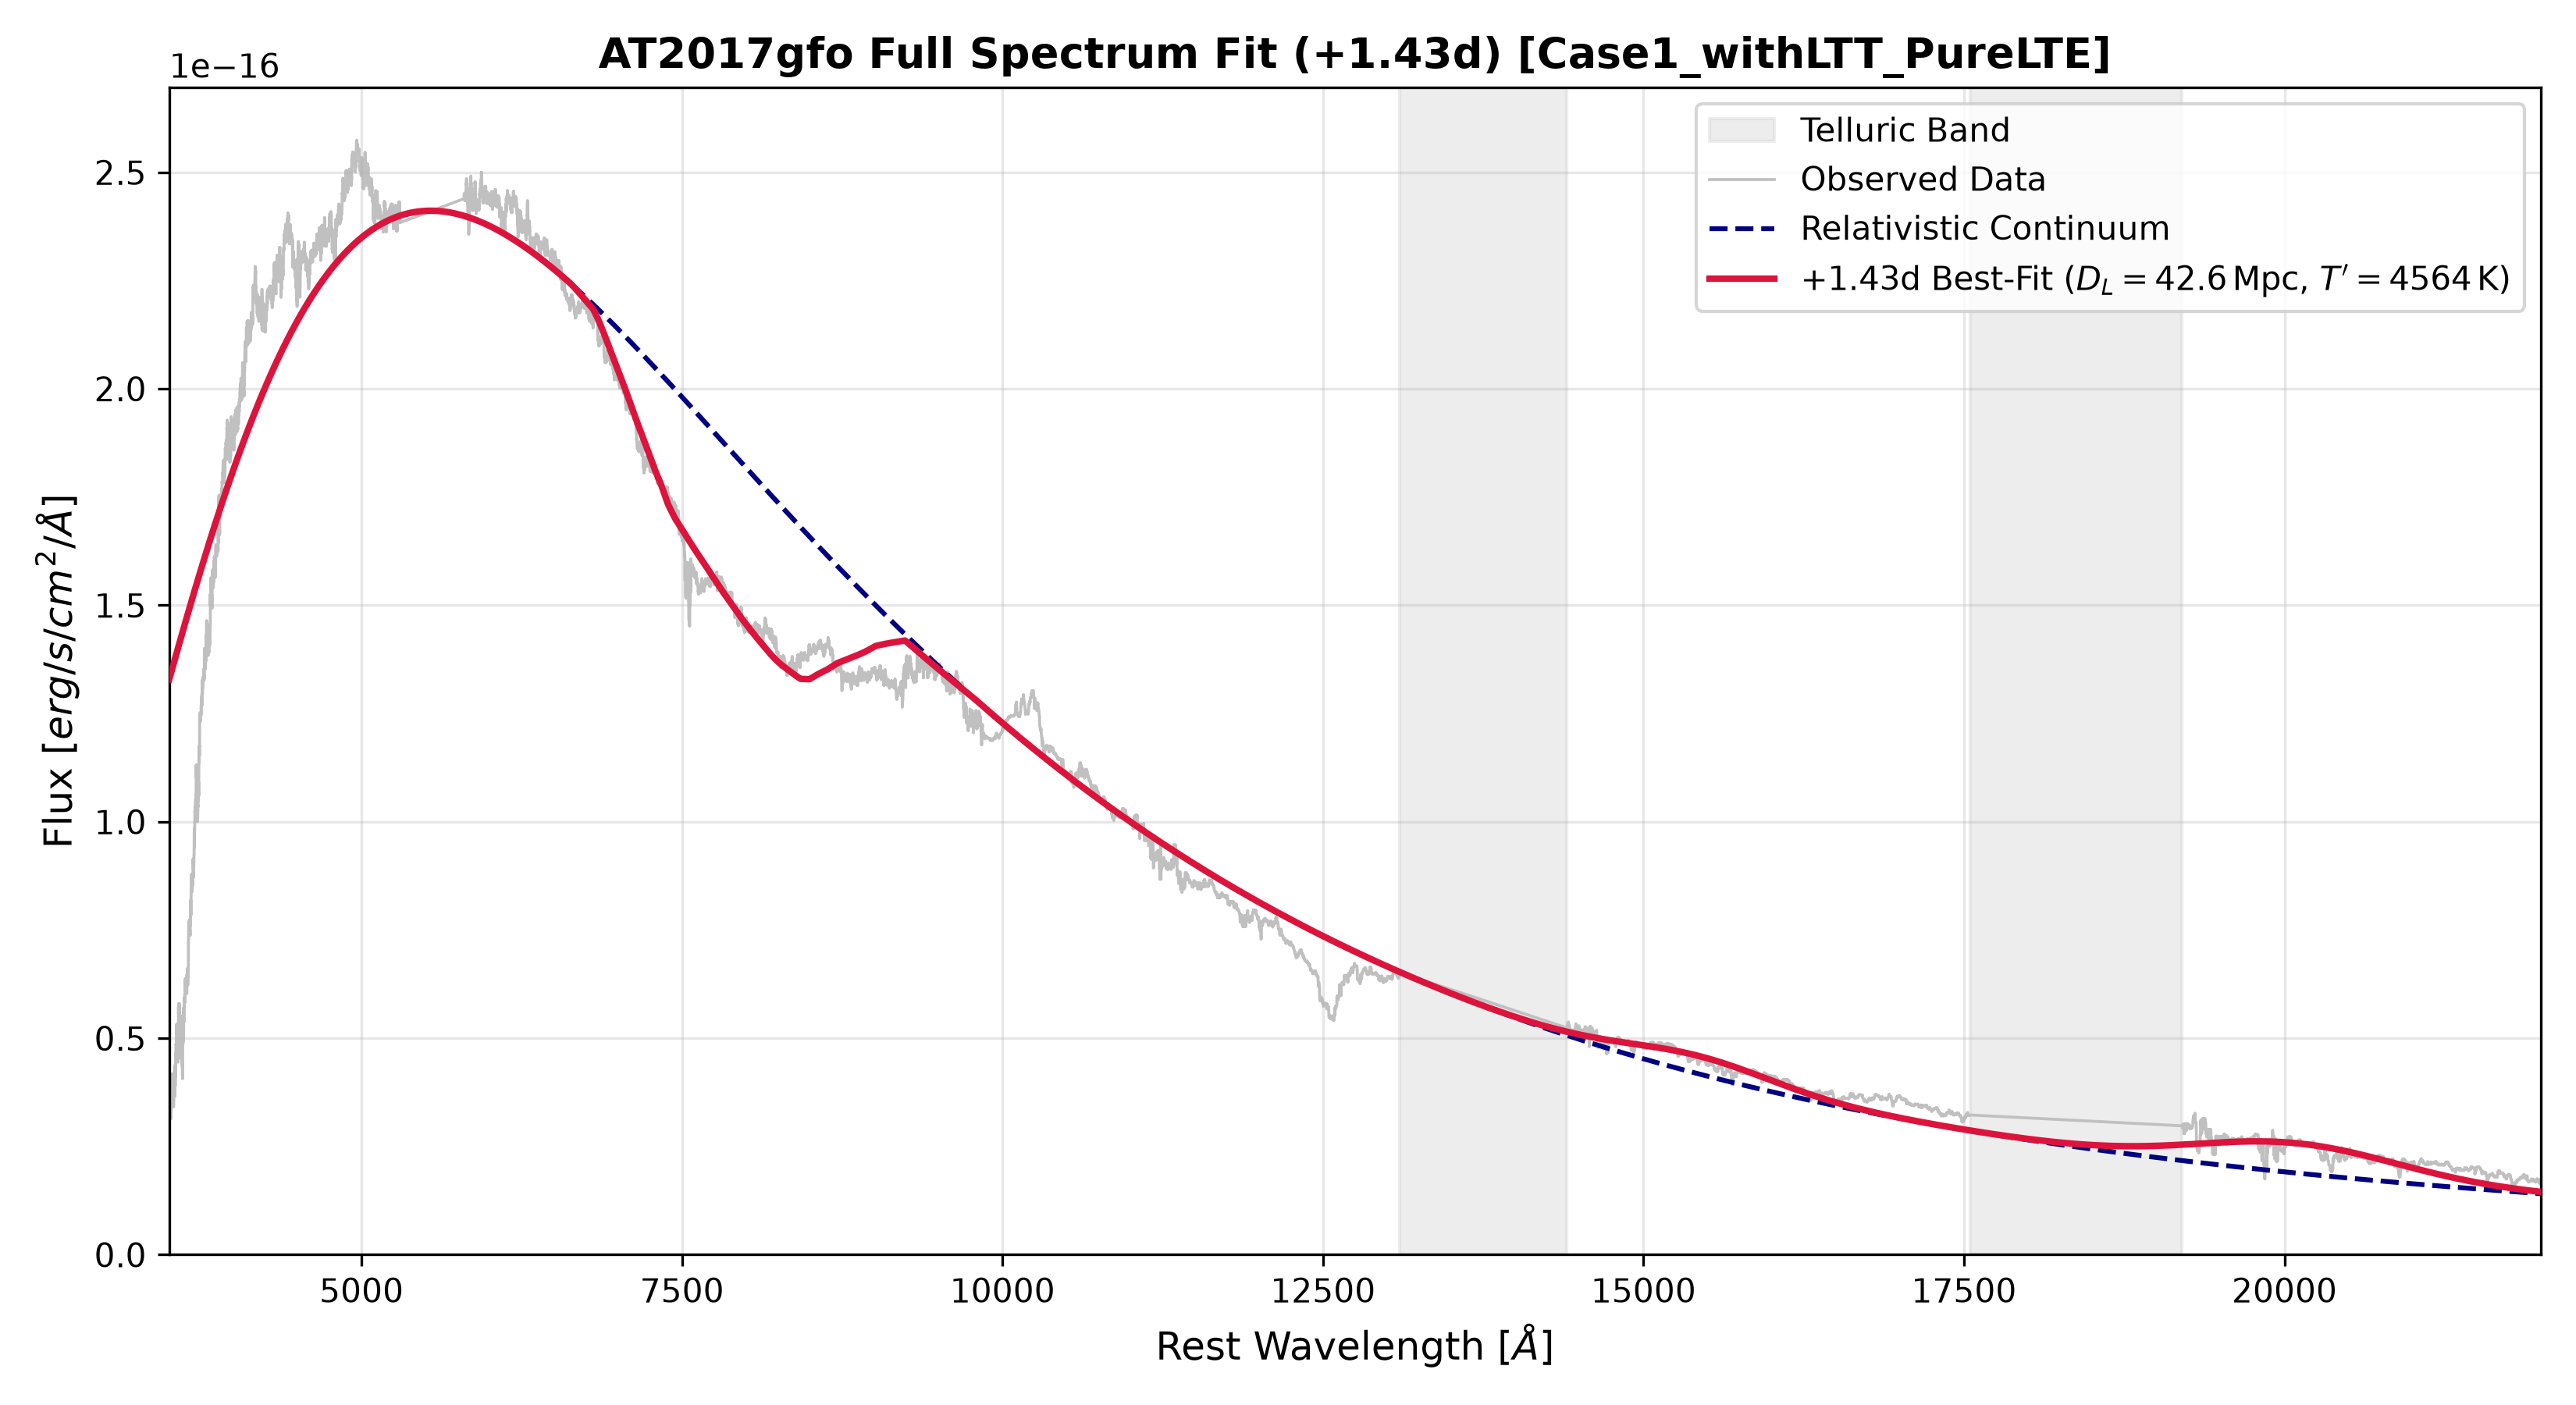 AT2017gfo Full Spectrum Fit (+1.43d) [Case1_withLTT_PureLTE]
1e−16
Telluric Band
Observed Data
Relativistic Continuum
+1.43d Best-Fit (D_L = 42.6 Mpc, T′ = 4564 K)
Flux [erg/s/cm²/Å]
2.5
2.0
1.5
1.0
0.5
0.0
5000
7500
10000
12500
15000
17500
20000
Rest Wavelength [Å]